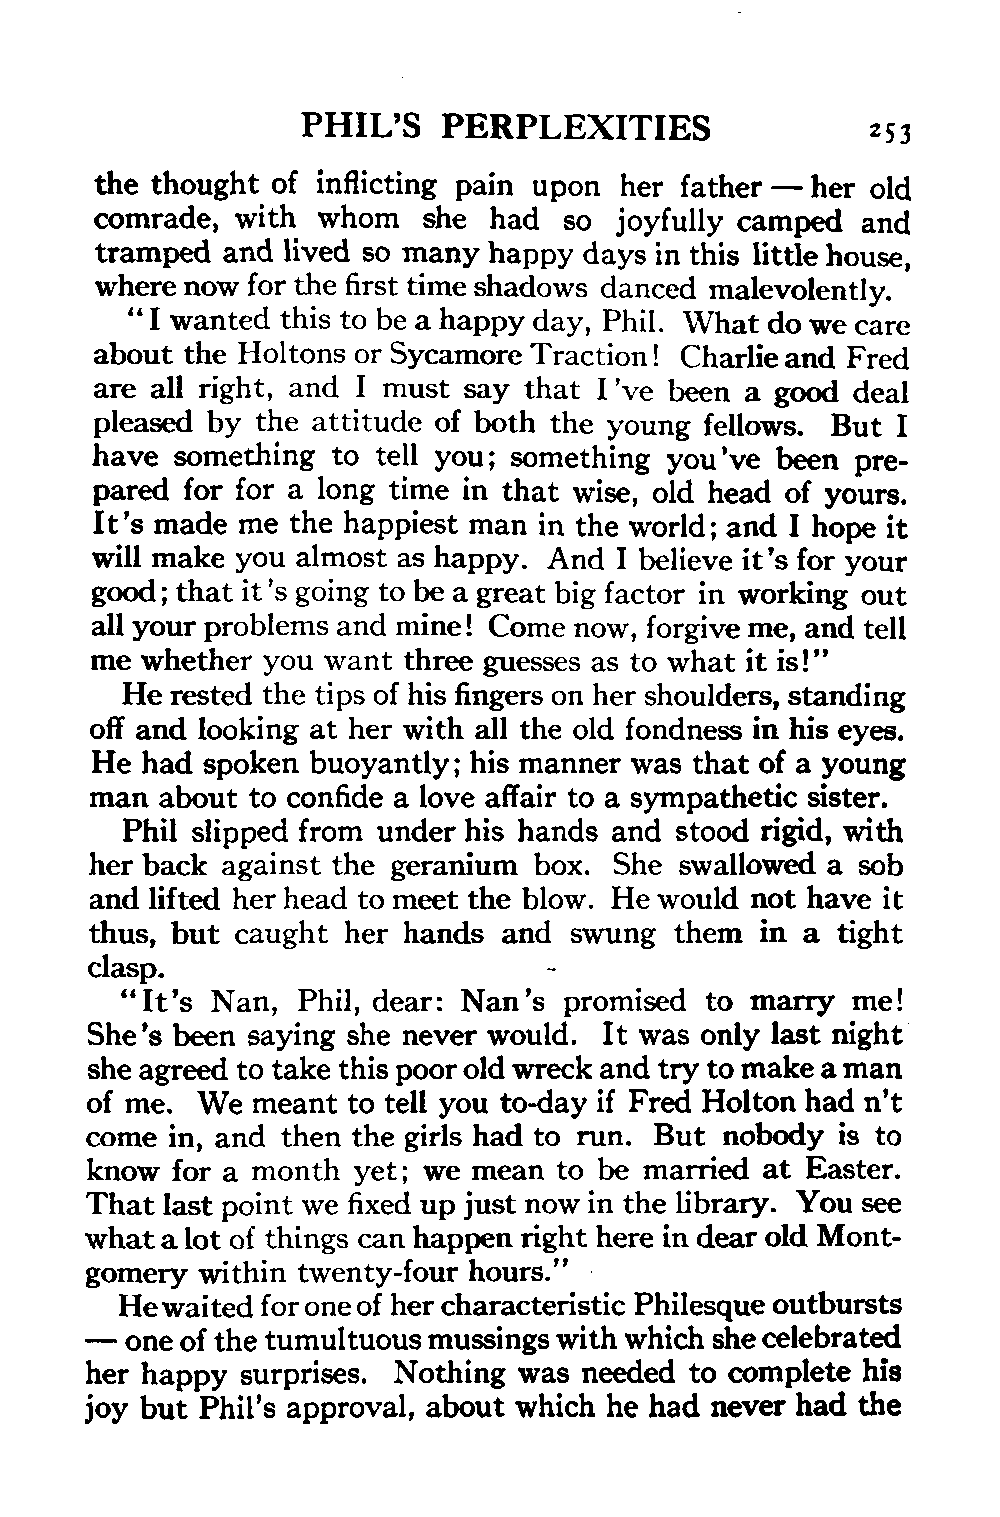 PHIL'S PERPLEXITIES 253
the thought of inflicting pain upon her father — her old
comrade, with whom she had so joyfully camped and
tramped and lived so many happy days in this little house,
where now for the first time shadows danced malevolently.
"I wanted this to be a happy day, Phil. What do we care
about the Holtons or Sycamore Traction! Charlie and Fred
are all right, and I must say that I 've been a good deal
pleased by the attitude of both the young fellows. But I
have something to tell you; something you 've been pre-
pared for for a long time in that wise, old head of yours.
It 's made me the happiest man in the world; and I hope it
will make you almost as happy. And I believe it 's for your
good; that it 's going to be a great big factor in working out
all your problems and mine! Come now, forgive me, and tell
me whether you want three guesses as to what it is!"
He rested the tips of his fingers on her shoulders, standing
off and looking at her with all the old fondness in his eyes.
He had spoken buoyantly; his manner was that of a young
man about to confide a love affair to a sympathetic sister.
Phil slipped from under his hands and stood rigid, with
her back against the geranium box. She swallowed a sob
and lifted her head to meet the blow. He would not have it
thus, but caught her hands and swung them in a tight
clasp.
"It 's Nan, Phil, dear: Nan 's promised to marry me!
She 's been saying she never would. It was only last night
she agreed to take this poor old wreck and try to make a man
of me. We meant to tell you to-day if Fred Holton had n't
come in, and then the girls had to run. But nobody is to
know for a month yet; we mean to be married at Easter.
That last point we fixed up just now in the library. You see
what a lot of things can happen right here in dear old Mont-
gomery within twenty-four hours."
He waited for one of her characteristic Philesque outbursts
— one of the tumultuous mussings with which she celebrated
her happy surprises. Nothing was needed to complete his
joy but Phil's approval, about which he had never had the